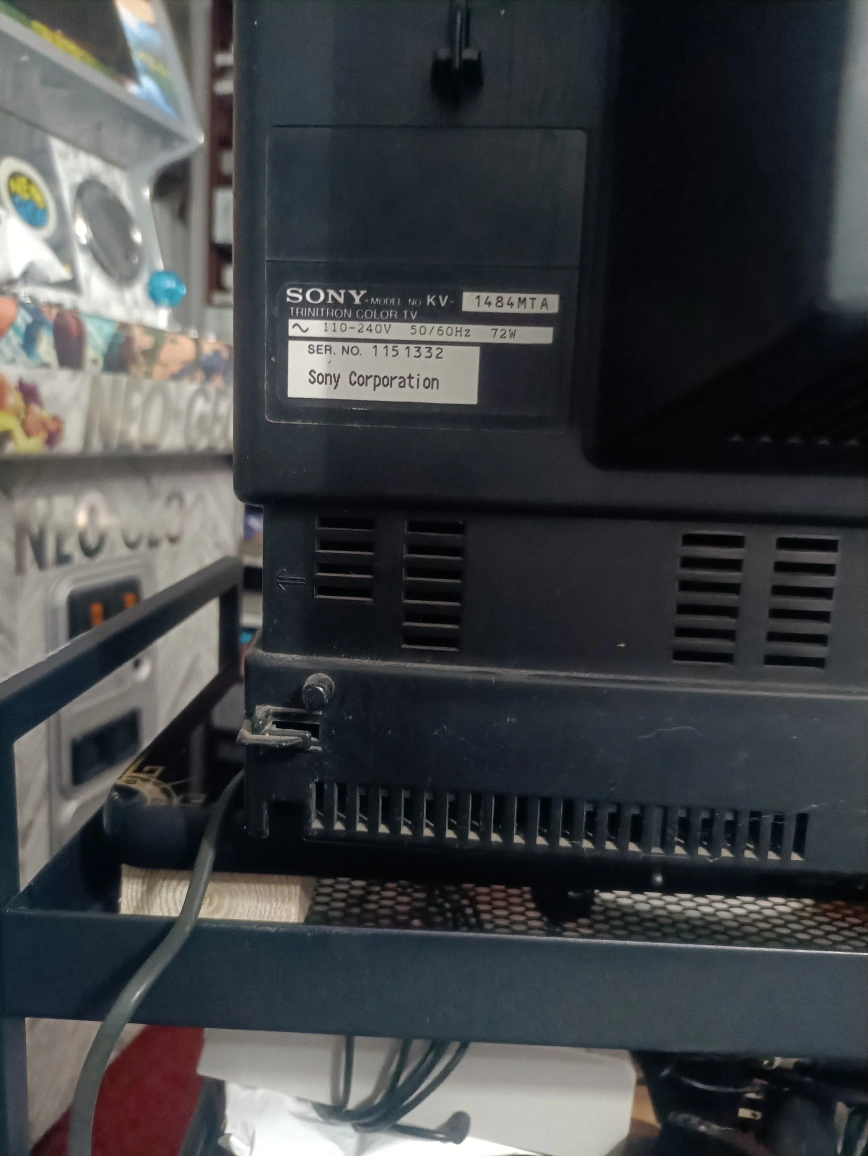 SONY® MODEL NO KV- 1484MTA
TRINITRON COLOR TV
∿ 110-240V 50/60Hz 72W
SER. NO. 1151332
Sony Corporation
NEO
NEO GEO
NEO GEO